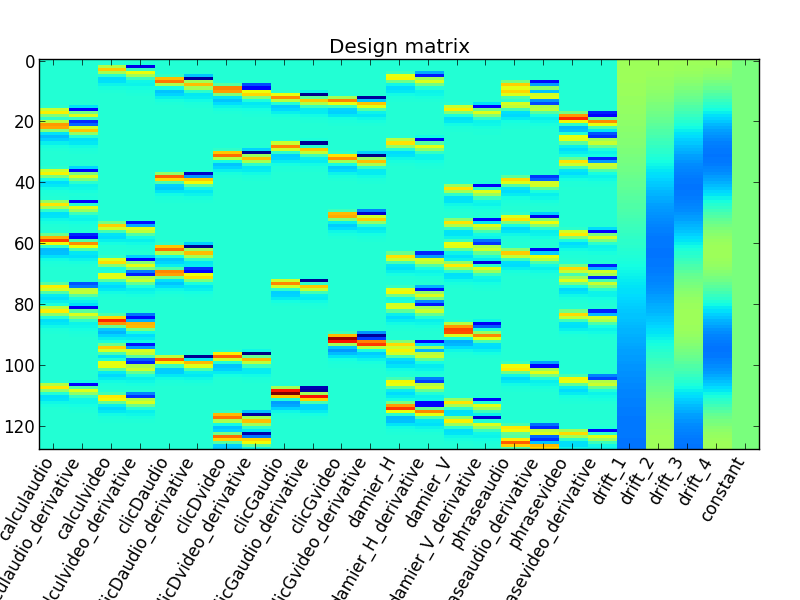 Design matrix
0
20
40
60
80
100
120
calculaudio
ulaudio_derivative
calculvideo
lculvideo_derivative
clicDaudio
licDaudio_derivative
clicDvideo
licDvideo_derivative
clicGaudio
licGaudio_derivative
clicGvideo
licGvideo_derivative
damier_H
damier_H_derivative
damier_V
damier_V_derivative
phraseaudio
aseaudio_derivative
phrasevideo
asevideo_derivative
drift_1
drift_2
drift_3
drift_4
constant